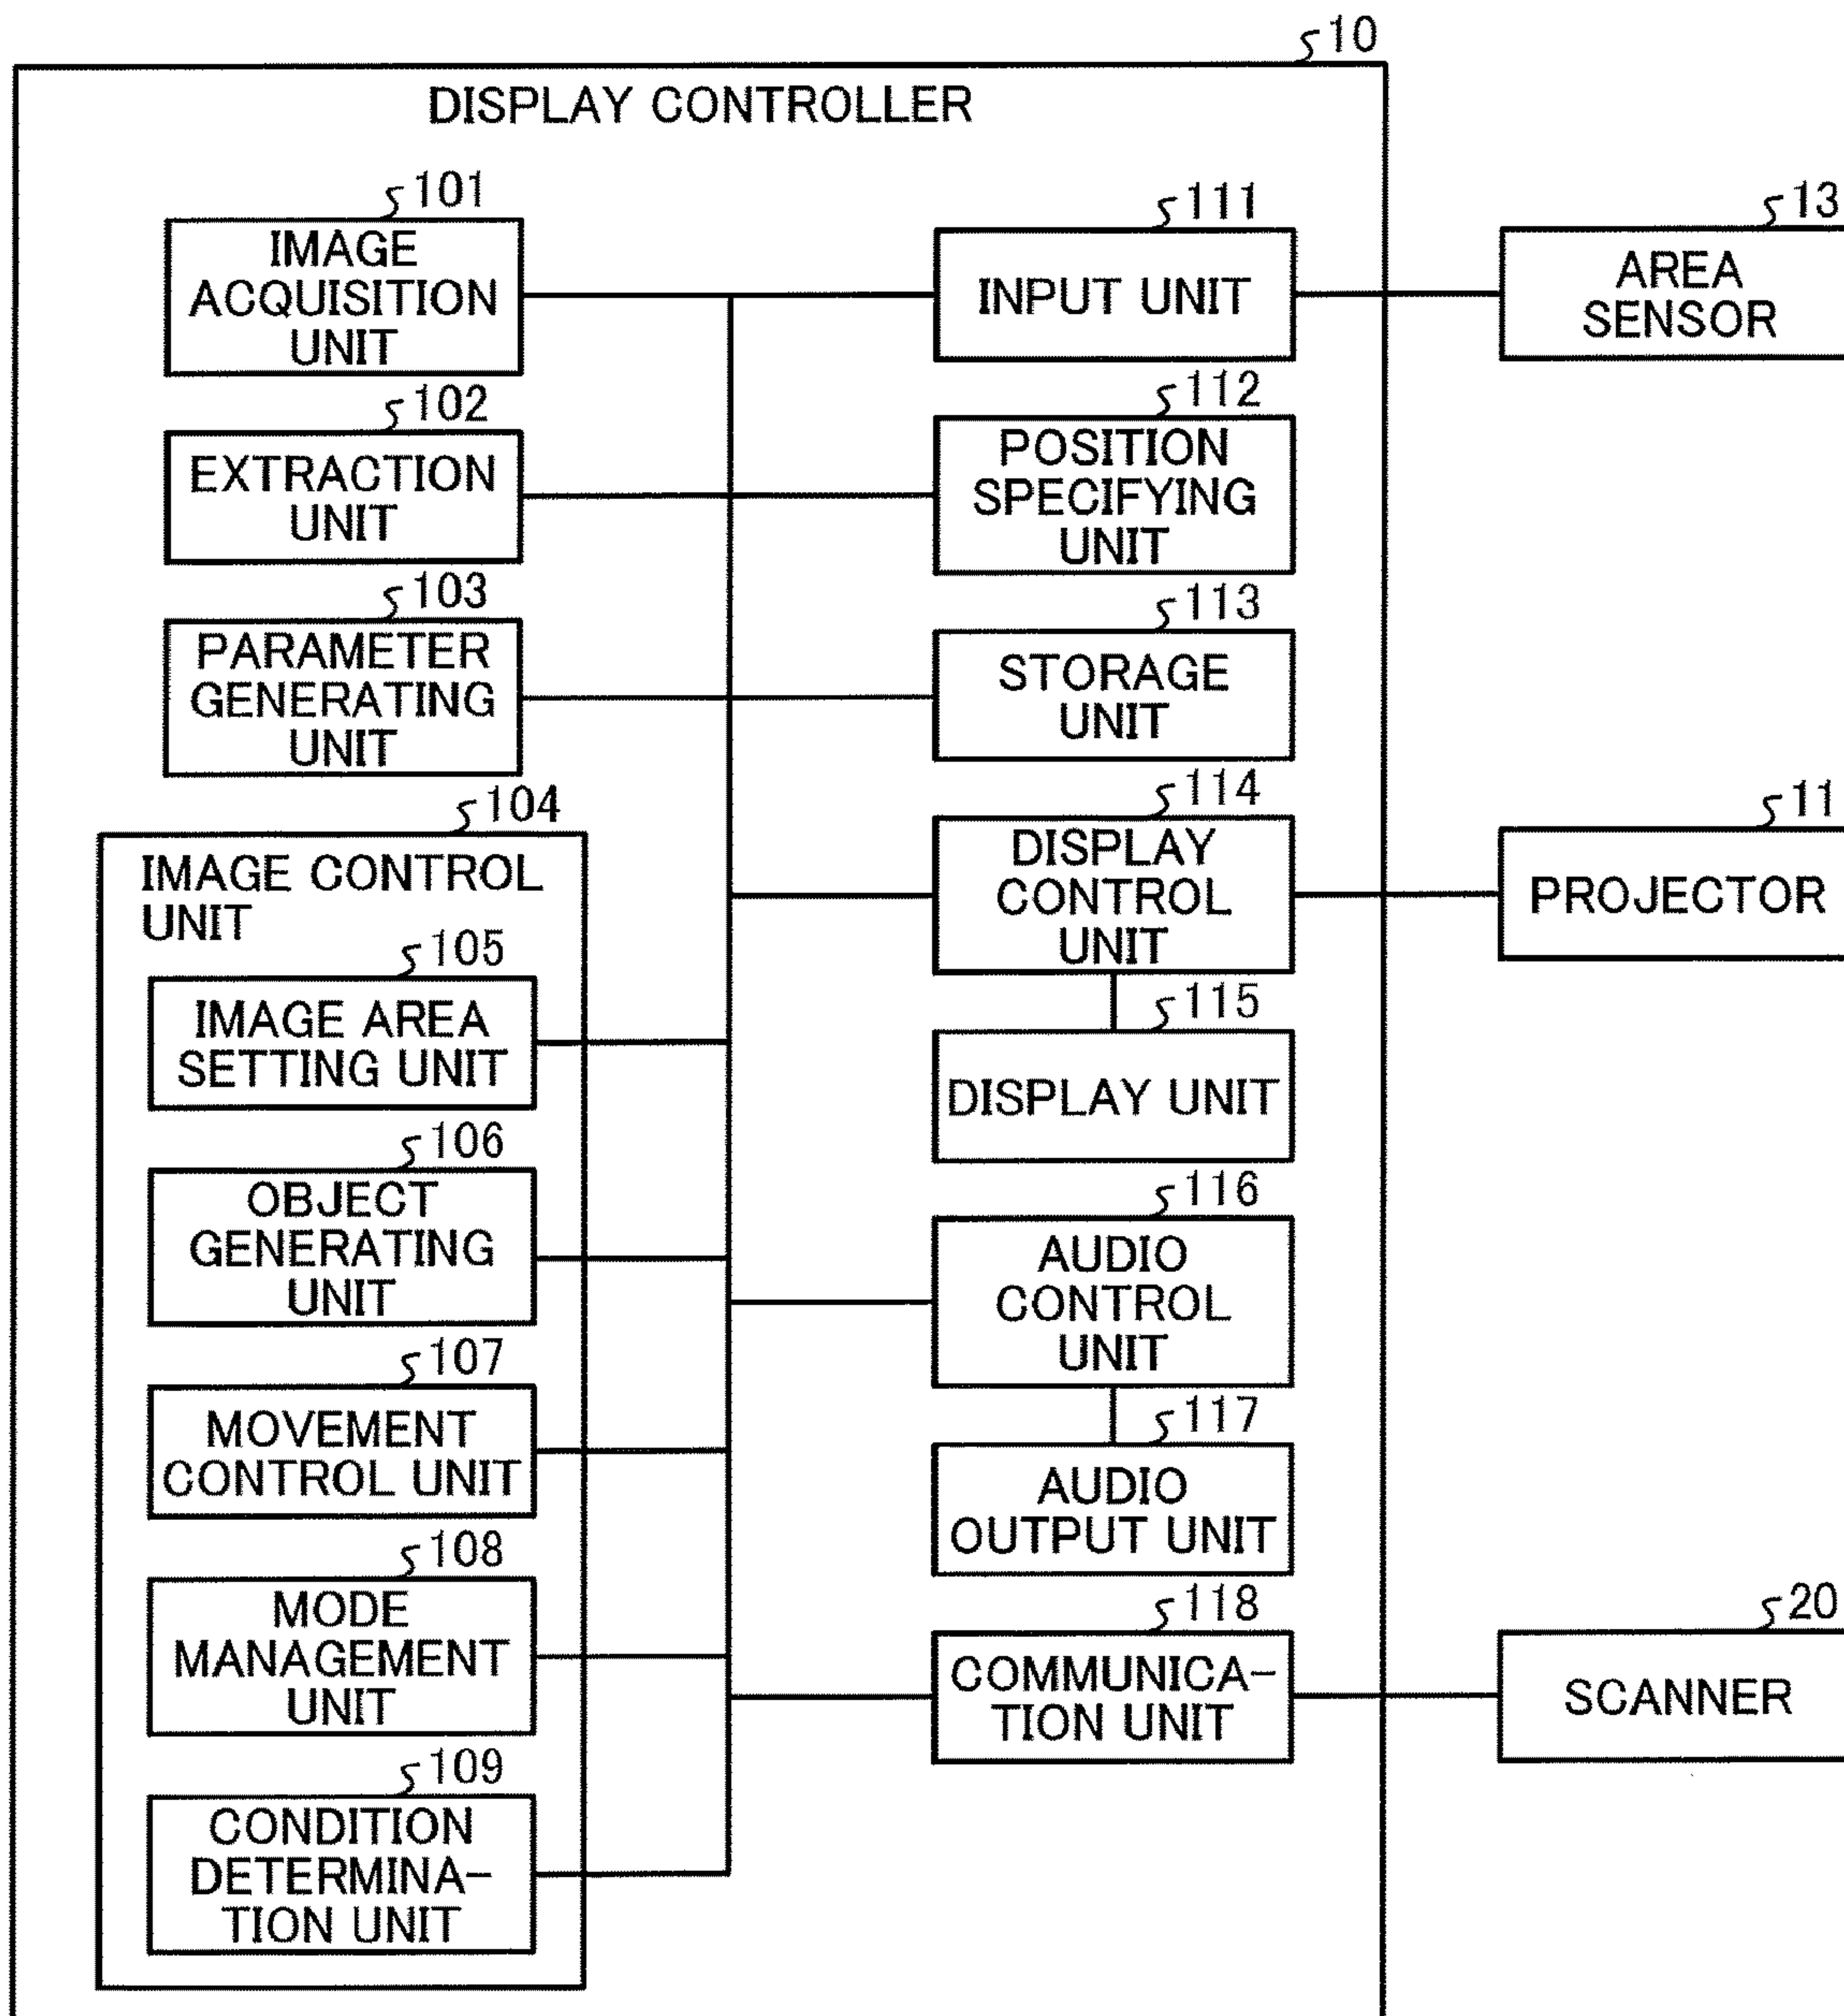 10
DISPLAY CONTROLLER
101
IMAGE
ACQUISITION
UNIT
102
EXTRACTION
UNIT
103
PARAMETER
GENERATING
UNIT
104
IMAGE CONTROL
UNIT
105
IMAGE AREA
SETTING UNIT
106
OBJECT
GENERATING
UNIT
107
MOVEMENT
CONTROL UNIT
108
MODE
MANAGEMENT
UNIT
109
CONDITION
DETERMINA-
TION UNIT
111
INPUT UNIT
112
POSITION
SPECIFYING
UNIT
113
STORAGE
UNIT
114
DISPLAY
CONTROL
UNIT
115
DISPLAY UNIT
116
AUDIO
CONTROL
UNIT
117
AUDIO
OUTPUT UNIT
118
COMMUNICA-
TION UNIT
13
AREA
SENSOR
11
PROJECTOR
20
SCANNER